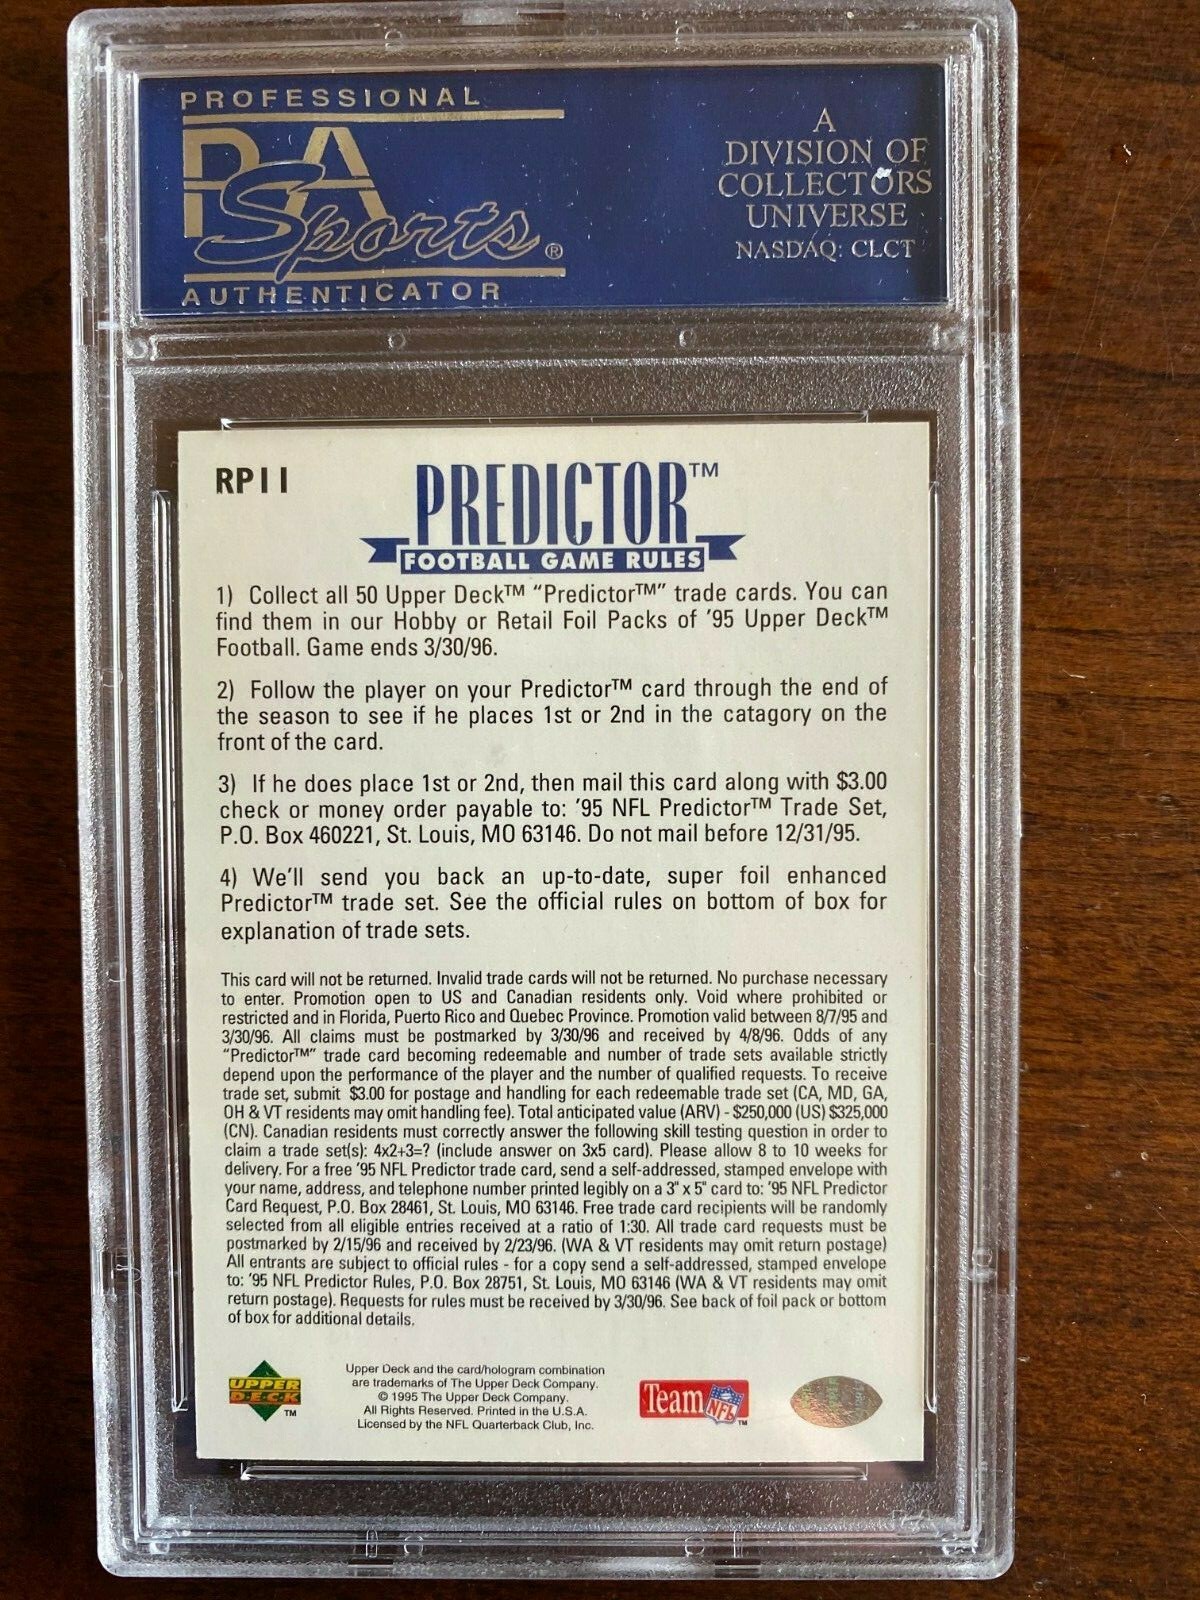 PROFESSIONAL
PSA
Sports®
AUTHENTICATOR
A
DIVISION OF
COLLECTORS
UNIVERSE
NASDAQ: CLCT
RP11
PREDICTOR™
FOOTBALL GAME RULES
1) Collect all 50 Upper Deck™ “Predictor™” trade cards. You can
find them in our Hobby or Retail Foil Packs of ’95 Upper Deck™
Football. Game ends 3/30/96.
2) Follow the player on your Predictor™ card through the end of
the season to see if he places 1st or 2nd in the catagory on the
front of the card.
3) If he does place 1st or 2nd, then mail this card along with $3.00
check or money order payable to: ’95 NFL Predictor™ Trade Set,
P.O. Box 460221, St. Louis, MO 63146. Do not mail before 12/31/95.
4) We’ll send you back an up-to-date, super foil enhanced
Predictor™ trade set. See the official rules on bottom of box for
explanation of trade sets.
This card will not be returned. Invalid trade cards will not be returned. No purchase necessary
to enter. Promotion open to US and Canadian residents only. Void where prohibited or
restricted and in Florida, Puerto Rico and Quebec Province. Promotion valid between 8/7/95 and
3/30/96. All claims must be postmarked by 3/30/96 and received by 4/8/96. Odds of any
“Predictor™” trade card becoming redeemable and number of trade sets available strictly
depend upon the performance of the player and the number of qualified requests. To receive
trade set, submit $3.00 for postage and handling for each redeemable trade set (CA, MD, GA,
OH & VT residents may omit handling fee). Total anticipated value (ARV) - $250,000 (US) $325,000
(CN). Canadian residents must correctly answer the following skill testing question in order to
claim a trade set(s): 4x2+3=? (include answer on 3x5 card). Please allow 8 to 10 weeks for
delivery. For a free ’95 NFL Predictor trade card, send a self-addressed, stamped envelope with
your name, address, and telephone number printed legibly on a 3" x 5" card to: ’95 NFL Predictor
Card Request, P.O. Box 28461, St. Louis, MO 63146. Free trade card recipients will be randomly
selected from all eligible entries received at a ratio of 1:30. All trade card requests must be
postmarked by 2/15/96 and received by 2/23/96. (WA & VT residents may omit return postage)
All entrants are subject to official rules - for a copy send a self-addressed, stamped envelope
to: ’95 NFL Predictor Rules, P.O. Box 28751, St. Louis, MO 63146 (WA & VT residents may omit
return postage). Requests for rules must be received by 3/30/96. See back of foil pack or bottom
of box for additional details.
UPPER
DECK™
Upper Deck and the card/hologram combination
are trademarks of The Upper Deck Company.
© 1995 The Upper Deck Company.
All Rights Reserved. Printed in the U.S.A.
Licensed by the NFL Quarterback Club, Inc.
Team NFL™